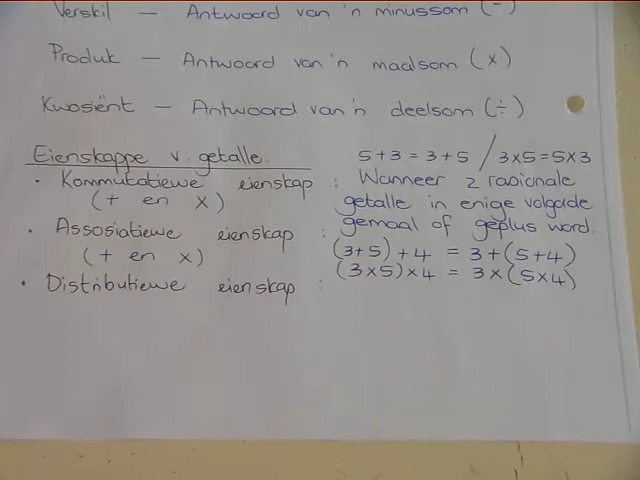 Verskil — Antwoord van 'n minussom (-)
Produk — Antwoord van 'n maalsom (x)
Kwosiënt — Antwoord van 'n deelsom (÷)
Eienskappe v. getalle.
5+3 = 3+5 / 3x5=5x3
• Kommutatiewe eienskap : Wanneer 2 rasionale
(+ en x) getalle in enige volgorde
gemaal of geplus word.
• Assosiatiewe eienskap : (3+5)+4 = 3+(5+4)
(+ en x) (3x5)x4 = 3x(5x4)
• Distributiewe eienskap :